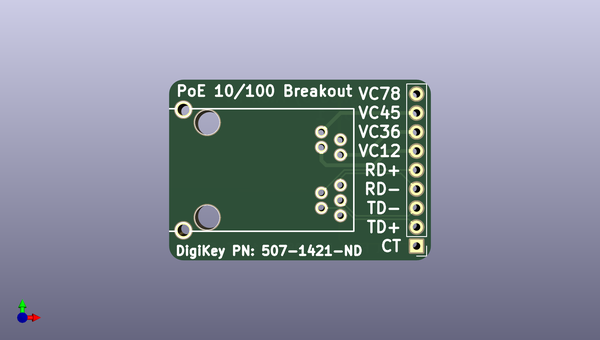 PoE 10/100 Breakout
VC78
VC45
VC36
VC12
RD+
RD-
TD-
TD+
CT
DigiKey PN: 507-1421-ND